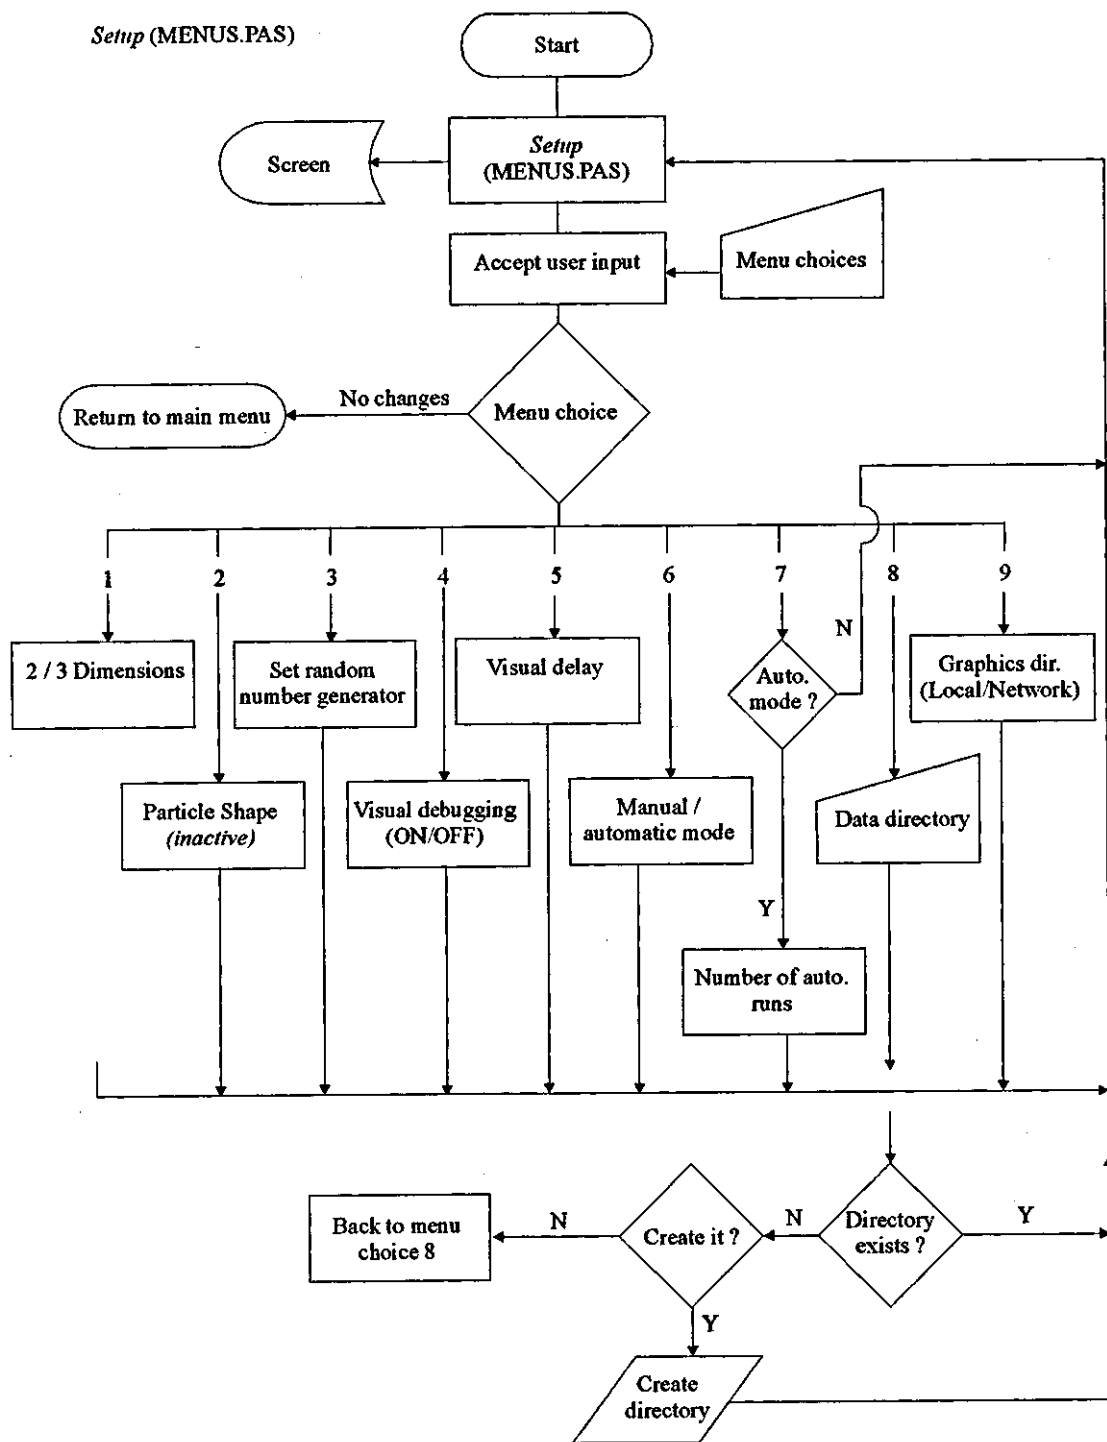 Setup (MENUS.PAS)
Start
Screen
Setup
(MENUS.PAS)
Accept user input
Menu choices
No changes
Return to main menu
Menu choice
1
2
3
4
5
6
7
8
9
N
2 / 3 Dimensions
Set random
number generator
Visual delay
Auto.
mode ?
Graphics dir.
(Local/Network)
Particle Shape
(inactive)
Visual debugging
(ON/OFF)
Manual /
automatic mode
Data directory
Y
Number of auto.
runs
Back to menu
choice 8
N
Create it ?
N
Directory
exists ?
Y
Y
Create
directory